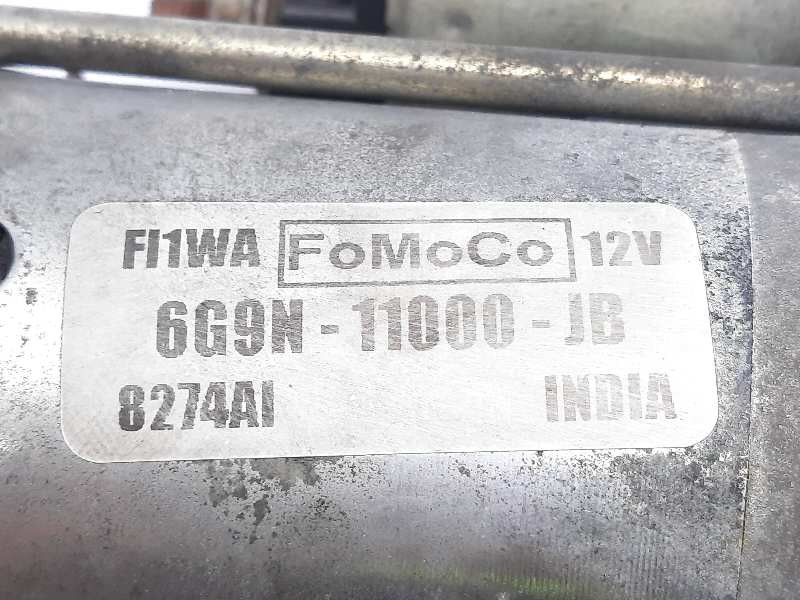 FI1WA FoMoCo 12V
6G9N - 11000 - JB
8274AI INDIA